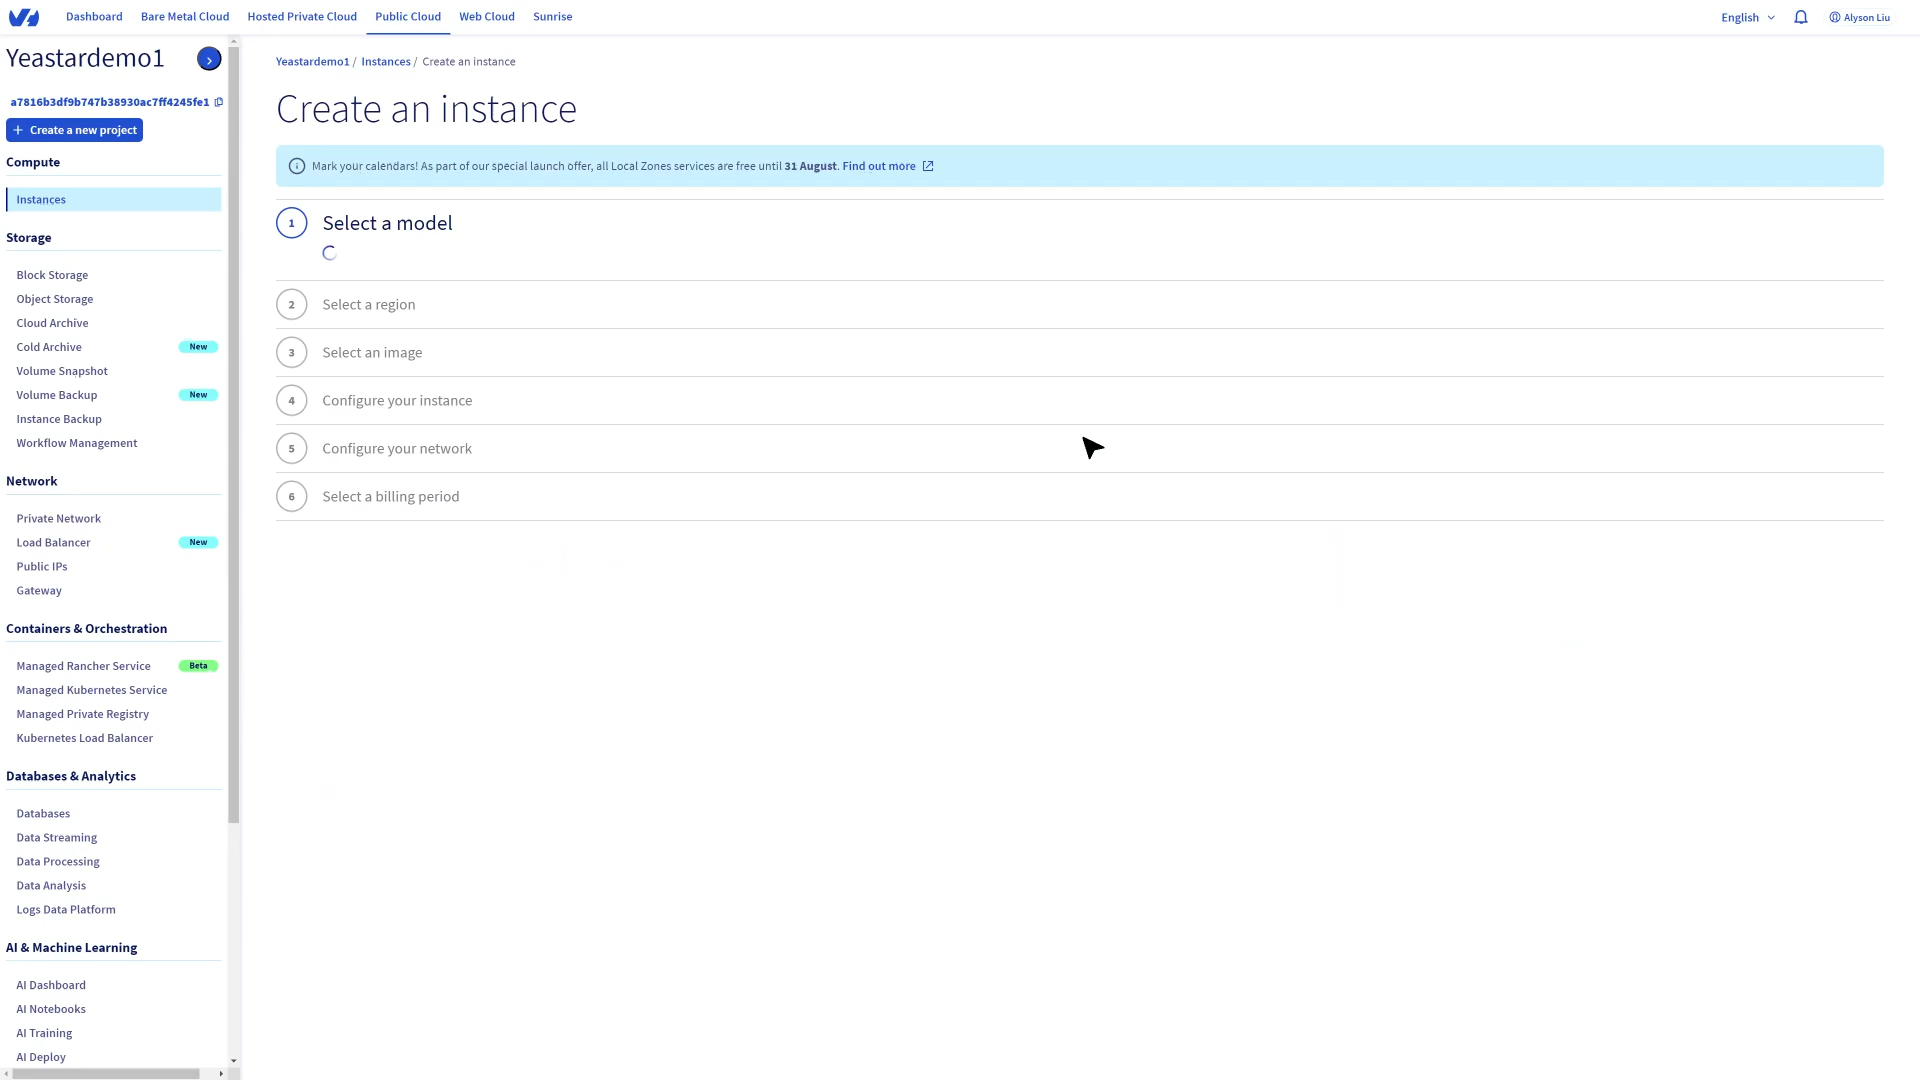 Dashboard
Bare Metal Cloud
Hosted Private Cloud
Public Cloud
Web Cloud
Sunrise
English
Alyson Liu
Yeastardemo1
a7816b3df9b747b38930ac7ff4245fe1
+ Create a new project
Compute
Instances
Storage
Block Storage
Object Storage
Cloud Archive
Cold Archive New
Volume Snapshot
Volume Backup New
Instance Backup
Workflow Management
Network
Private Network
Load Balancer New
Public IPs
Gateway
Containers & Orchestration
Managed Rancher Service Beta
Managed Kubernetes Service
Managed Private Registry
Kubernetes Load Balancer
Databases & Analytics
Databases
Data Streaming
Data Processing
Data Analysis
Logs Data Platform
AI & Machine Learning
AI Dashboard
AI Notebooks
AI Training
AI Deploy
Yeastardemo1 / Instances / Create an instance
Create an instance
Mark your calendars! As part of our special launch offer, all Local Zones services are free until 31 August. Find out more
1 Select a model
2 Select a region
3 Select an image
4 Configure your instance
5 Configure your network
6 Select a billing period